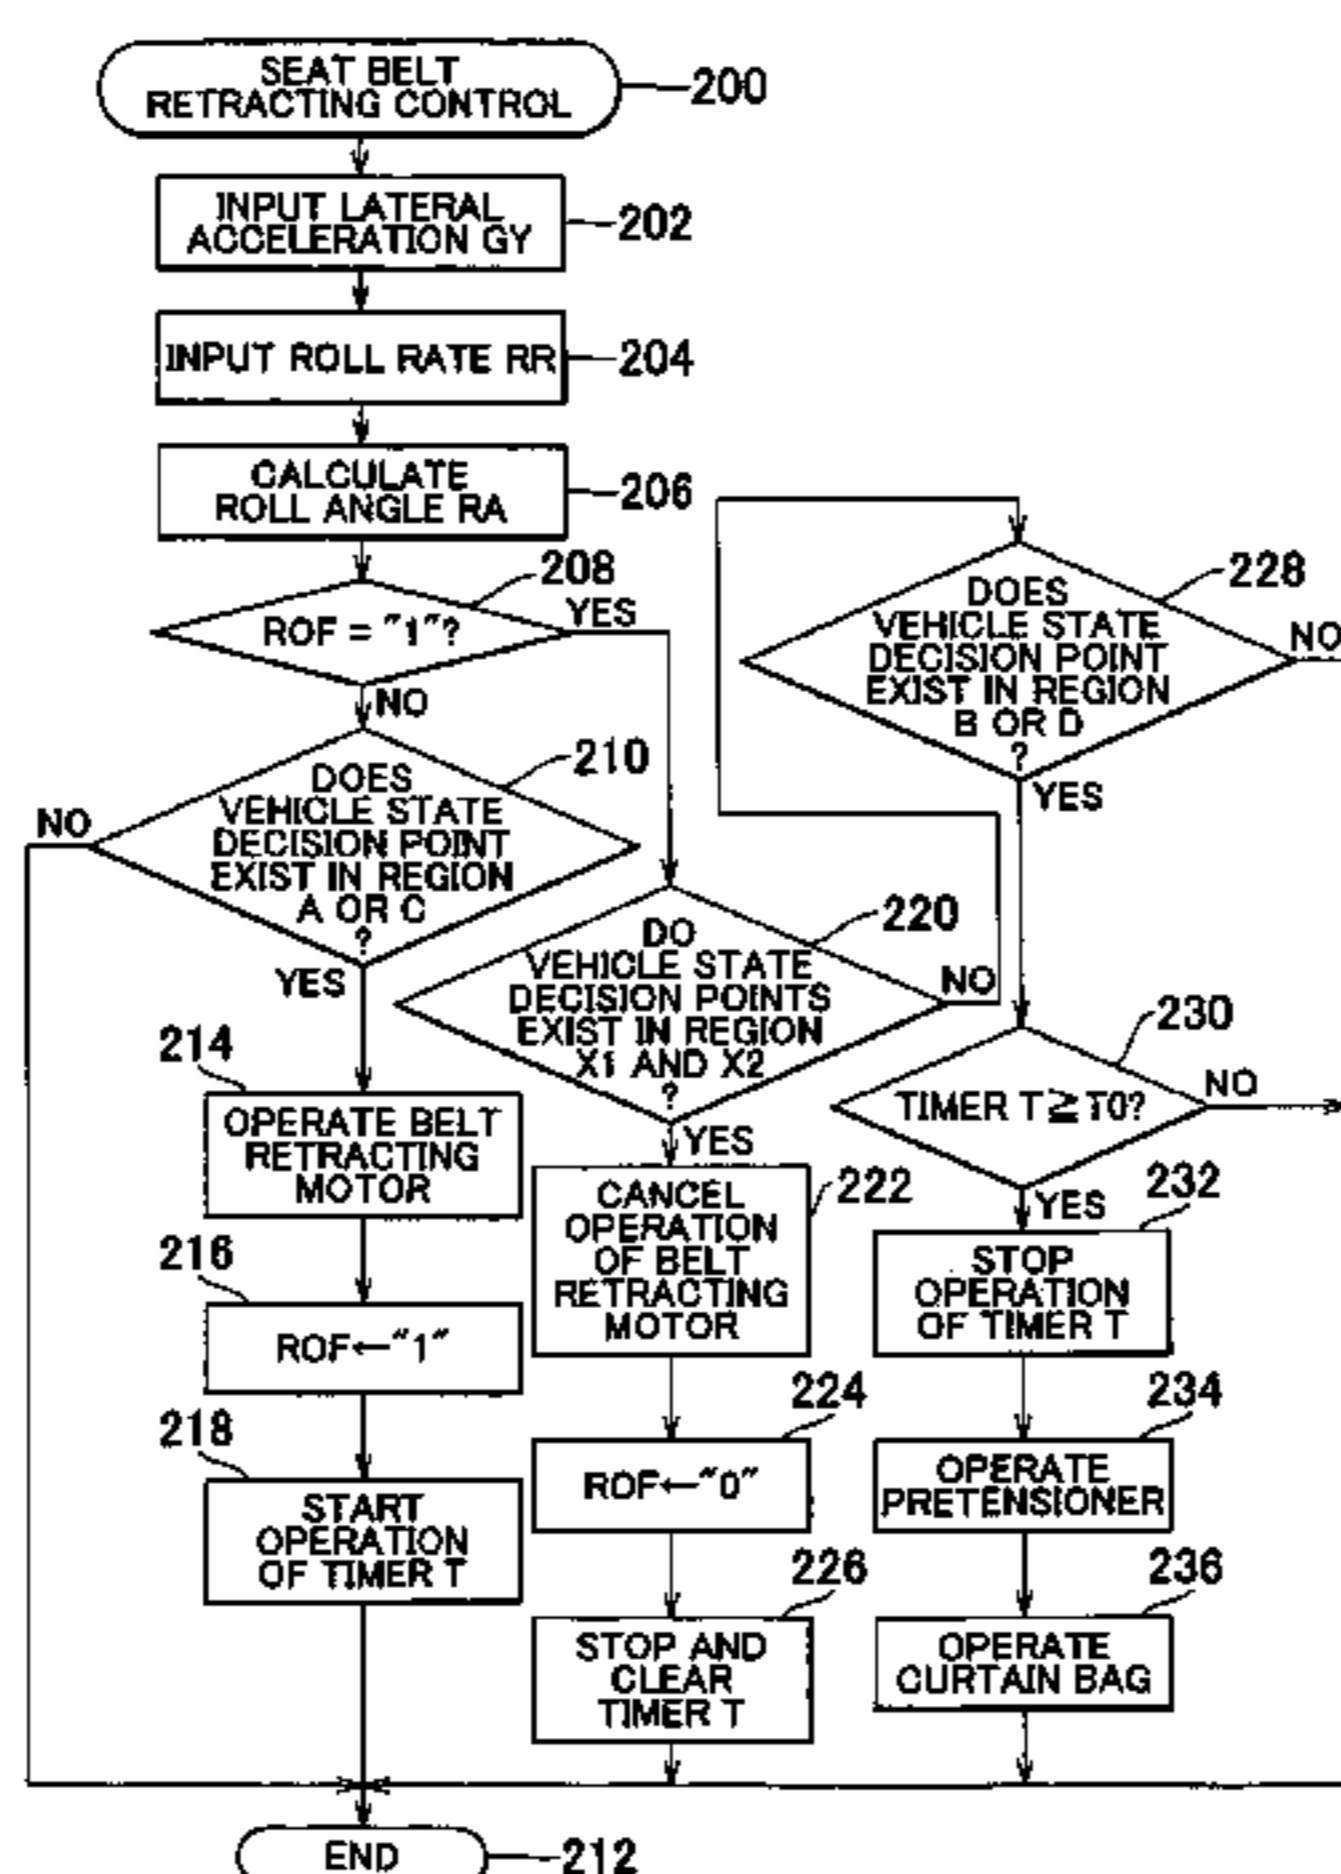 SEAT BELT
RETRACTING CONTROL
200
INPUT LATERAL
ACCELERATION GY
202
INPUT ROLL RATE RR
204
CALCULATE
ROLL ANGLE RA
206
208
ROF = "1"?
YES
NO
210
DOES
VEHICLE STATE
DECISION POINT
EXIST IN REGION
A OR C
?
NO
YES
214
OPERATE BELT
RETRACTING
MOTOR
216
ROF←"1"
218
START
OPERATION
OF TIMER T
220
DO
VEHICLE STATE
DECISION POINTS
EXIST IN REGION
X1 AND X2
?
NO
YES
222
CANCEL
OPERATION
OF BELT
RETRACTING
MOTOR
224
ROF←"0"
226
STOP AND
CLEAR
TIMER T
228
DOES
VEHICLE STATE
DECISION POINT
EXIST IN REGION
B OR D
?
NO
YES
230
TIMER T≧T0?
NO
YES
232
STOP
OPERATION
OF TIMER T
234
OPERATE
PRETENSIONER
236
OPERATE
CURTAIN BAG
END
212